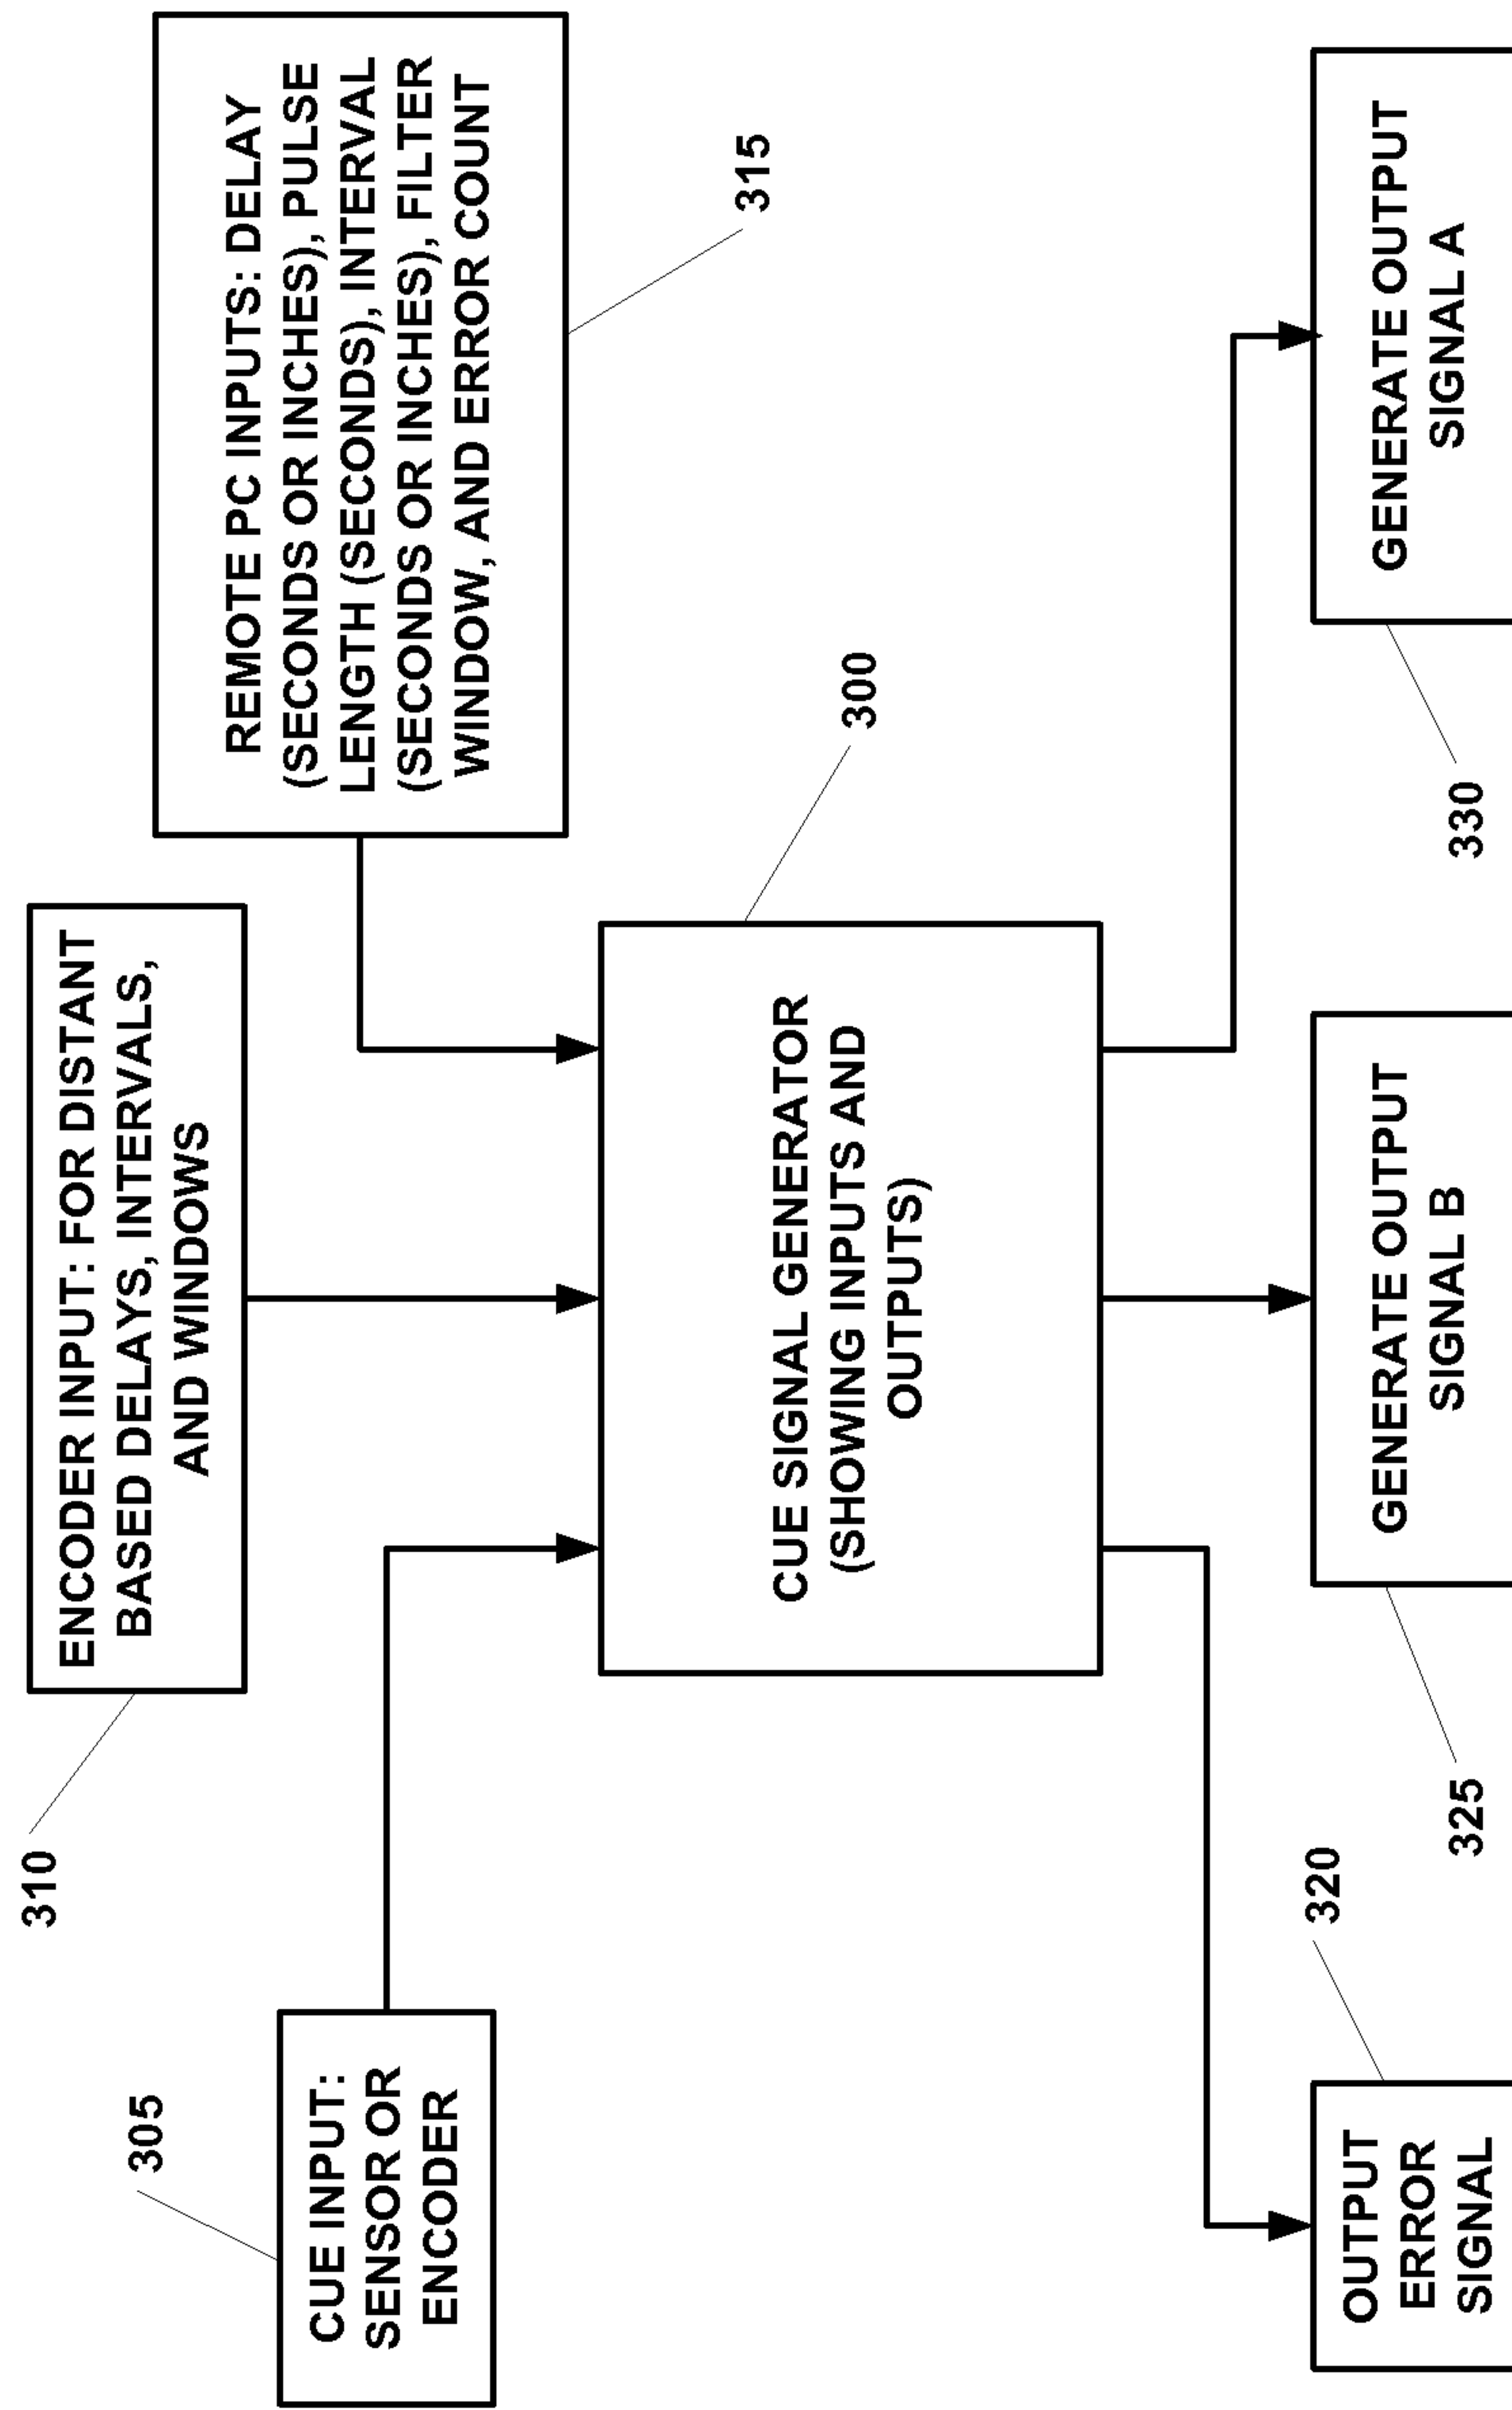 310
ENCODER INPUT: FOR DISTANT
BASED DELAYS, INTERVALS,
AND WINDOWS
305
CUE INPUT:
SENSOR OR
ENCODER
REMOTE PC INPUTS: DELAY
(SECONDS OR INCHES), PULSE
LENGTH (SECONDS), INTERVAL
(SECONDS OR INCHES), FILTER
WINDOW, AND ERROR COUNT
315
300
CUE SIGNAL GENERATOR
(SHOWING INPUTS AND
OUTPUTS)
320
OUTPUT
ERROR
SIGNAL
325
GENERATE OUTPUT
SIGNAL B
330
GENERATE OUTPUT
SIGNAL A